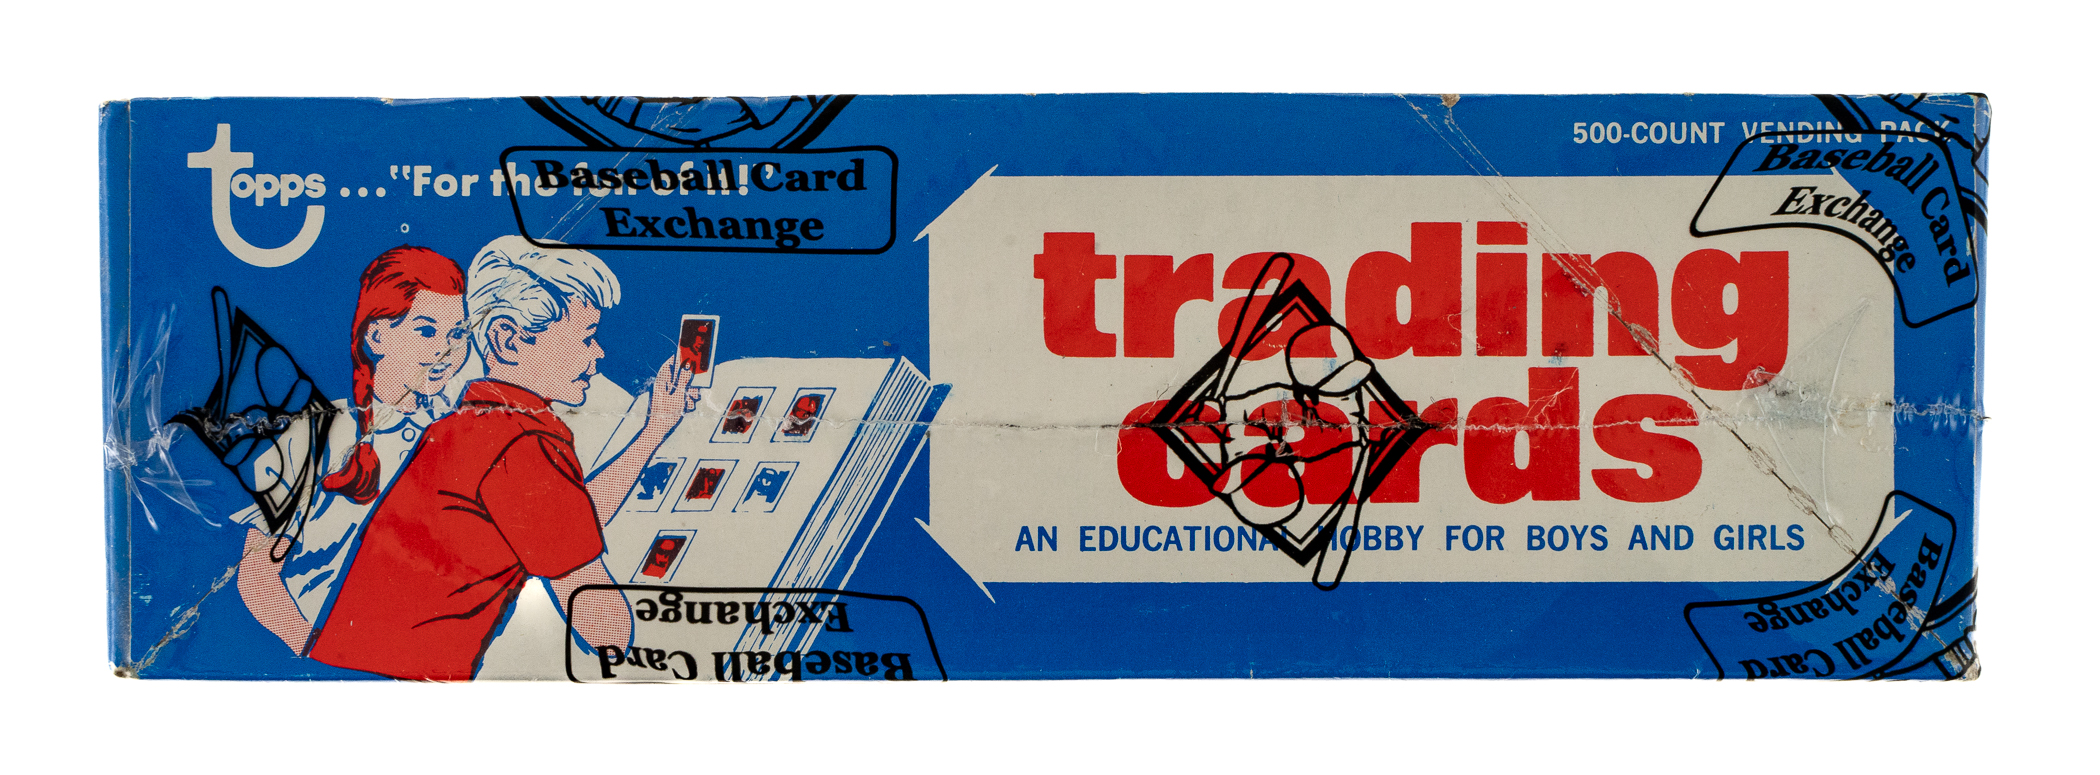 topps ... "For the fun of it!"
500-COUNT VENDING PACK
trading
cards
AN EDUCATIONAL HOBBY FOR BOYS AND GIRLS
Baseball Card
Exchange
Baseball Card
Exchange
Baseball Card
Exchange
Baseball Card
Exchange